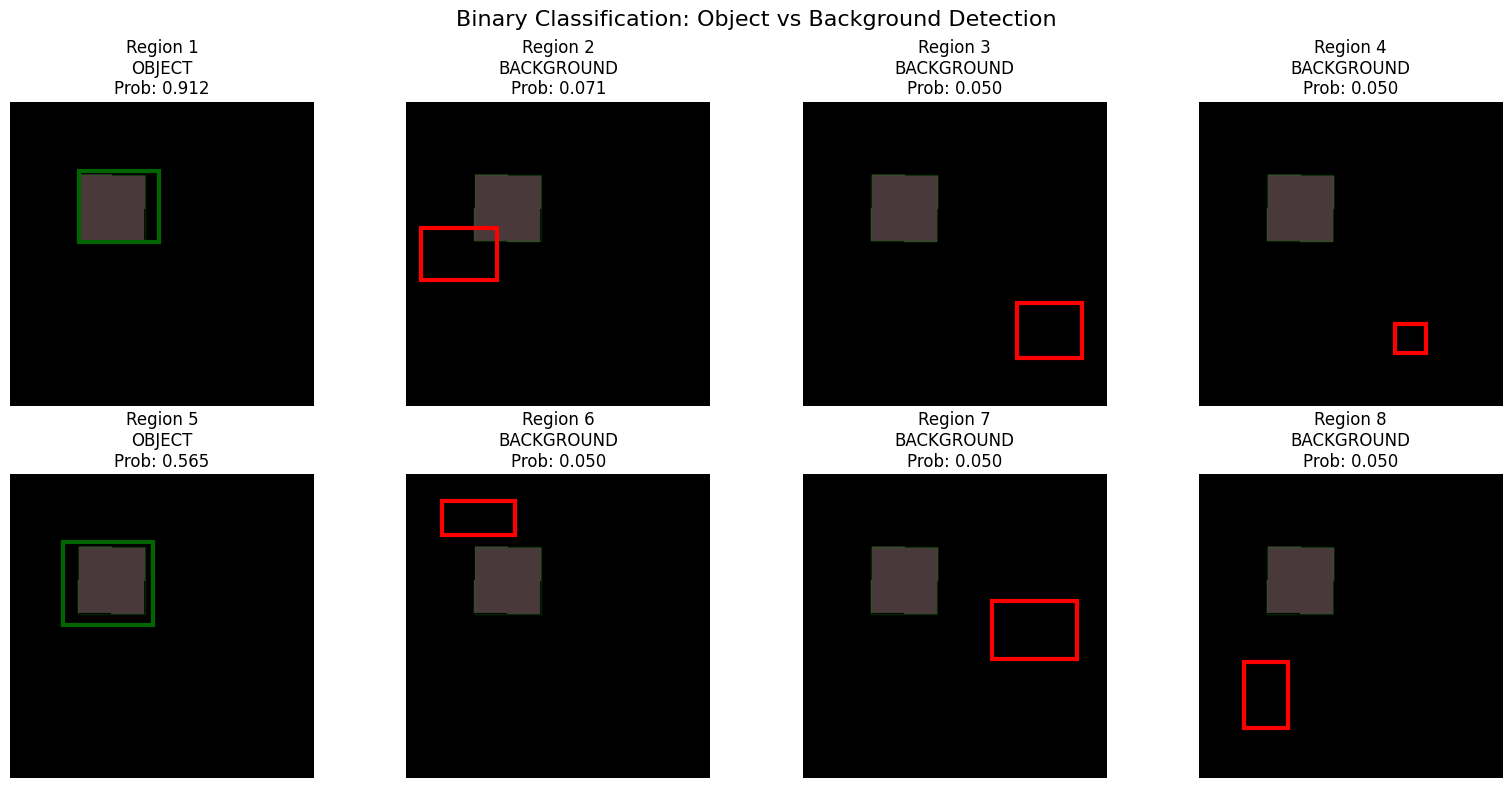 Binary Classification: Object vs Background Detection
Region 1
OBJECT
Prob: 0.912
Region 2
BACKGROUND
Prob: 0.071
Region 3
BACKGROUND
Prob: 0.050
Region 4
BACKGROUND
Prob: 0.050
Region 5
OBJECT
Prob: 0.565
Region 6
BACKGROUND
Prob: 0.050
Region 7
BACKGROUND
Prob: 0.050
Region 8
BACKGROUND
Prob: 0.050